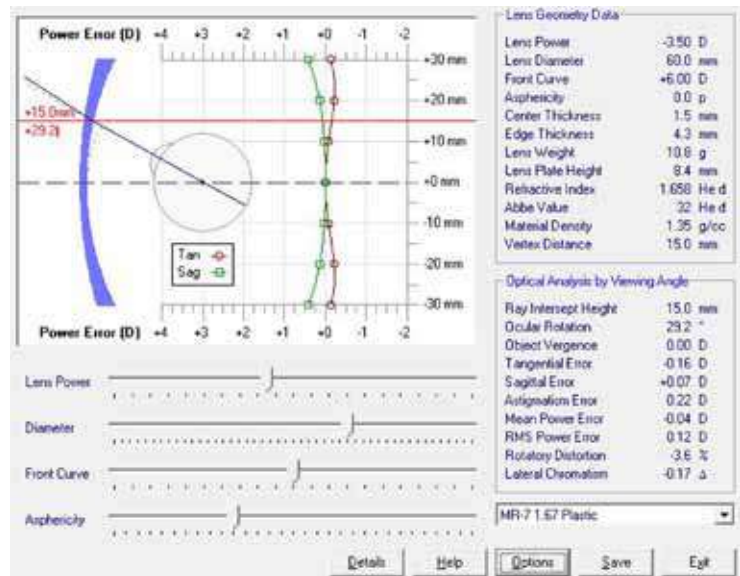 Power Error (D) +4 +3 +2 +1 +0 -1 -2
+30 mm
+20 mm
+15.0mm
+29.2°
+10 mm
+0 mm
-10 mm
Tan
Sag
-20 mm
-30 mm
Power Error (D) +4 +3 +2 +1 +0 -1 -2
Lens Power
Diameter
Front Curve
Asphericity
Lens Geometry Data
Lens Power -3.50 D
Lens Diameter 60.0 mm
Front Curve +6.00 D
Asphericity 0.0 p
Center Thickness 1.5 mm
Edge Thickness 4.3 mm
Lens Weight 10.8 g
Lens Plate Height 8.4 mm
Refractive Index 1.658 He d
Abbe Value 32 He d
Material Density 1.35 g/cc
Vertex Distance 15.0 mm
Optical Analysis by Viewing Angle
Ray Intersept Height 15.0 mm
Ocular Rotation 29.2 °
Object Vergence 0.00 D
Tangential Error -0.16 D
Sagittal Error +0.07 D
Astigmatism Error 0.22 D
Mean Power Error -0.04 D
RMS Power Error 0.12 D
Rotatory Distortion -3.6 %
Lateral Chromatism -0.17 Δ
MR-7 1.67 Plastic
Details Help Options Save Exit